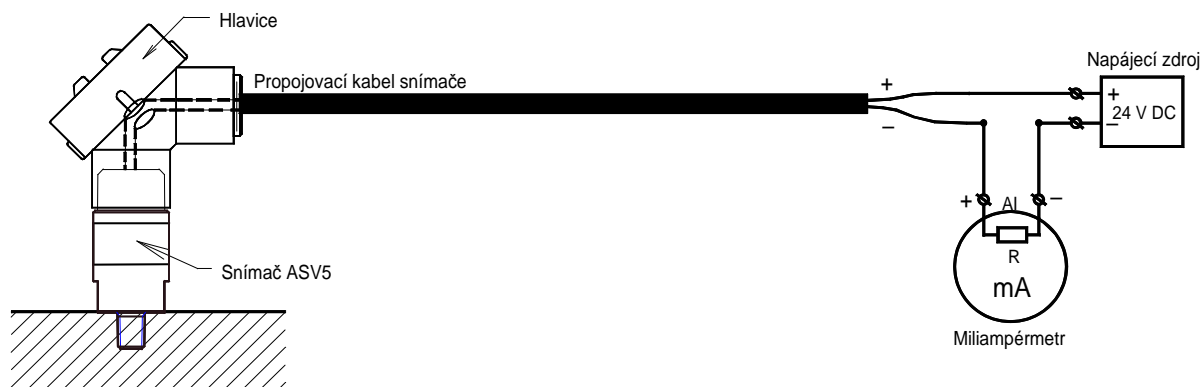 Hlavice
Propojovací kabel snímače
Napájecí zdroj
+
+
24 V DC
–
–
+
AI
–
R
mA
Snímač ASV5
Miliampérmetr